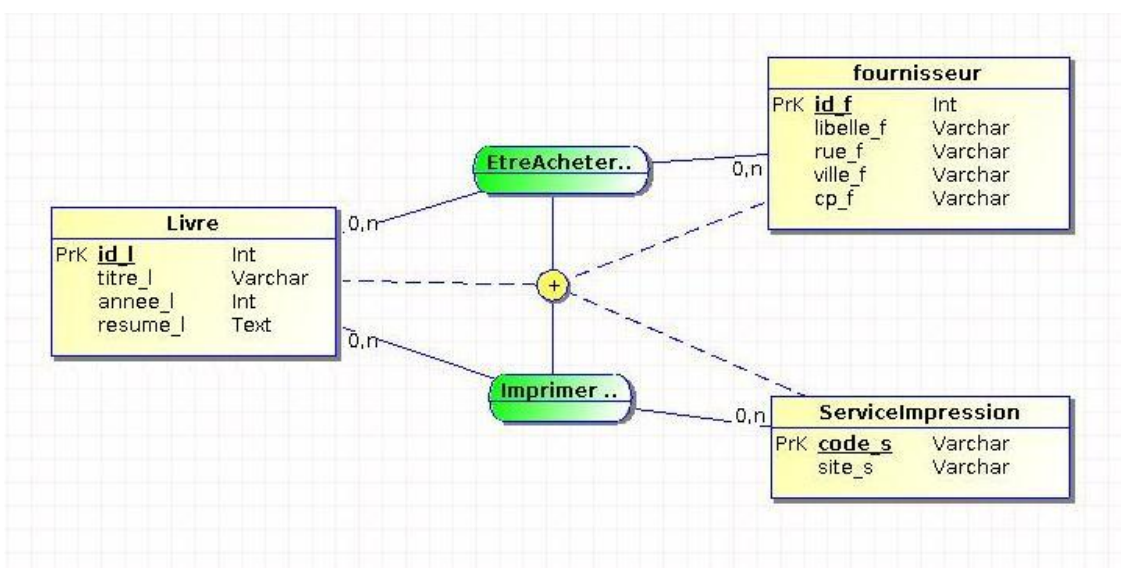 fournisseur
PrK id_f Int
libelle_f Varchar
rue_f Varchar
ville_f Varchar
cp_f Varchar
EtreAcheter..
0,n
0,n
Livre
PrK id_l Int
titre_l Varchar
annee_l Int
resume_l Text
+
0,n
Imprimer ..
0,n
ServiceImpression
PrK code_s Varchar
site_s Varchar